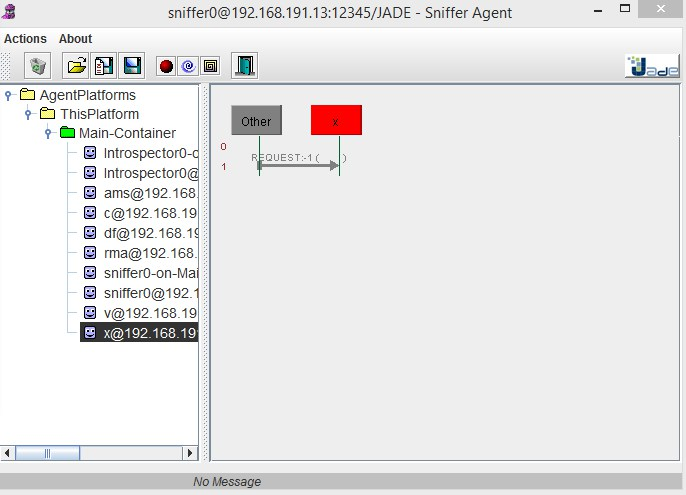 sniffer0@192.168.191.13:12345/JADE - Sniffer Agent
Actions About
Jade
AgentPlatforms
ThisPlatform
Main-Container
Introspector0-o
Introspector0@
ams@192.168.
c@192.168.19
df@192.168.19
rma@192.168.
sniffer0-on-Mai
sniffer0@192.1
v@192.168.19
x@192.168.19
Other x
0
REQUEST:-1 ( )
1
No Message